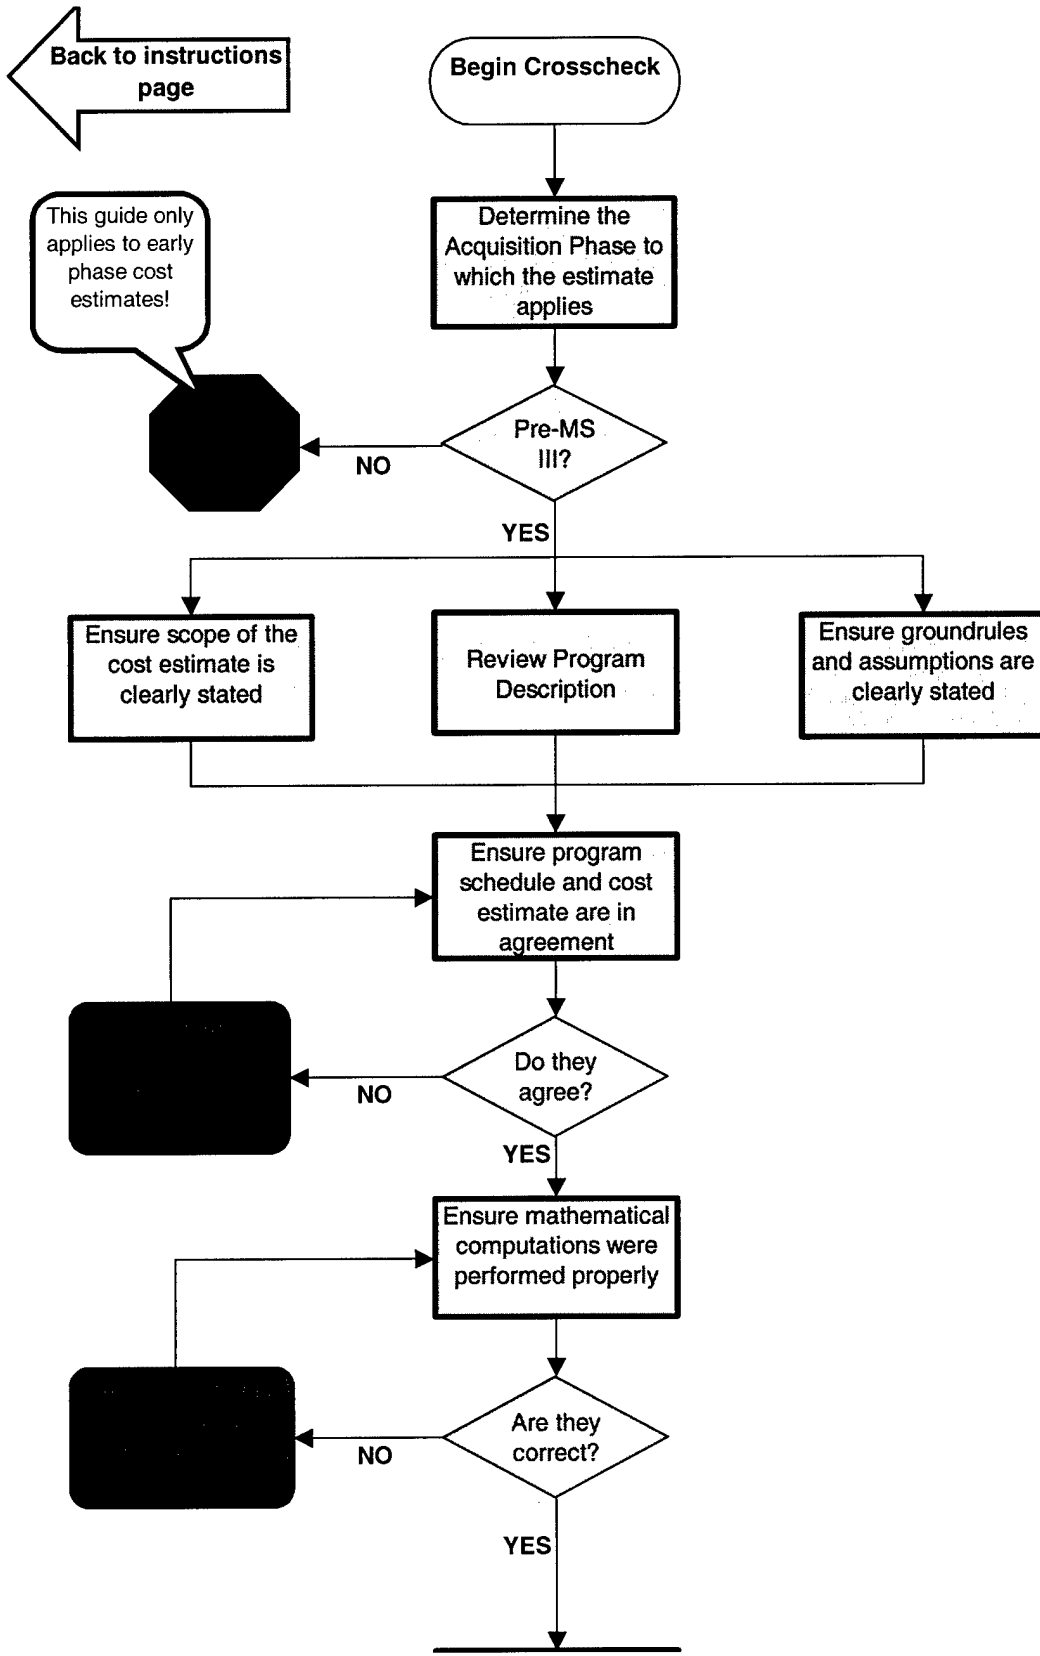 Back to instructions
page
Begin Crosscheck
This guide only
applies to early
phase cost
estimates!
Determine the
Acquisition Phase to
which the estimate
applies
Pre-MS
III?
NO
YES
Ensure scope of the
cost estimate is
clearly stated
Review Program
Description
Ensure groundrules
and assumptions are
clearly stated
Ensure program
schedule and cost
estimate are in
agreement
Do they
agree?
NO
YES
Ensure mathematical
computations were
performed properly
Are they
correct?
NO
YES